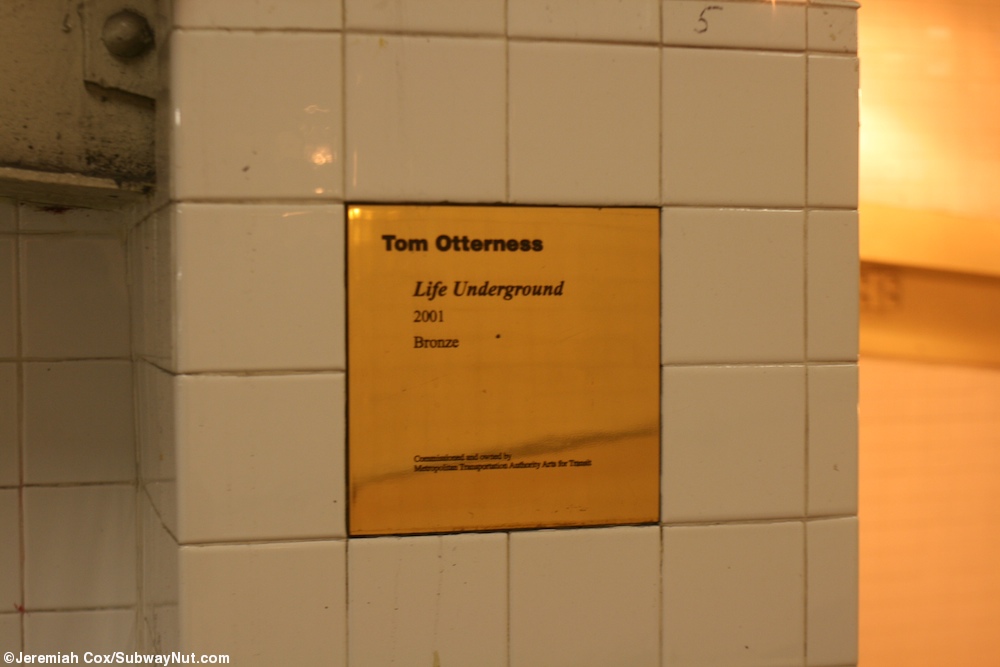 5
Tom Otterness
Life Underground
2001
Bronze
Commissioned and owned by
Metropolitan Transportation Authority Arts for Transit
©Jeremiah Cox/SubwayNut.com